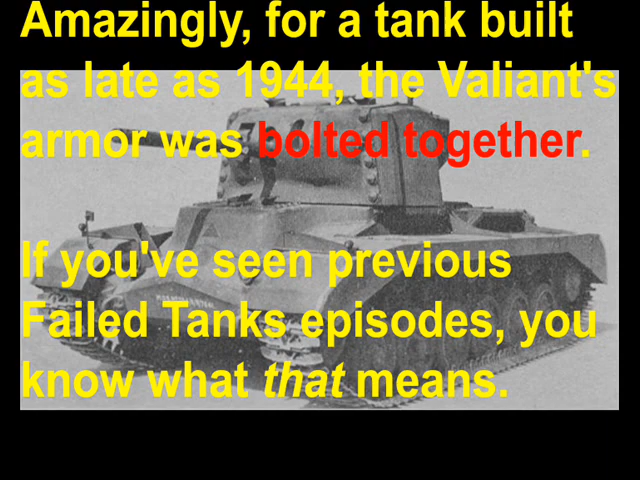 Amazingly, for a tank built
as late as 1944, the Valiant's
armor was bolted together.
If you've seen previous
Failed Tanks episodes, you
know what that means.